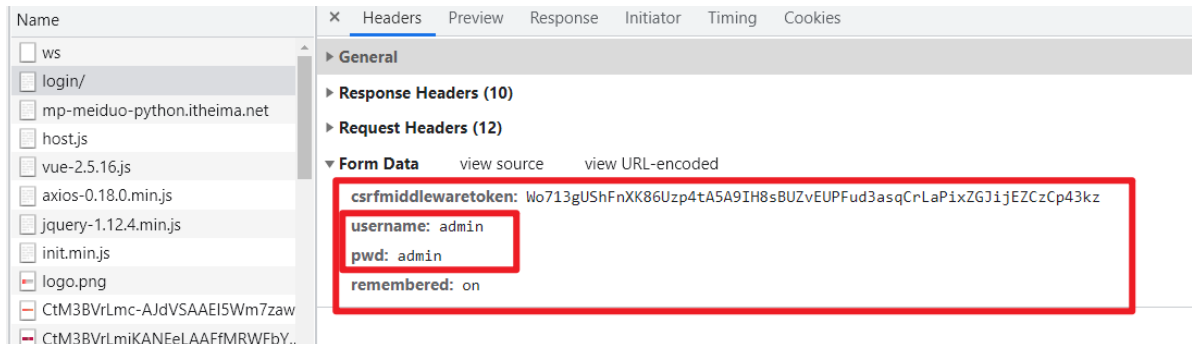 Name
ws
login/
mp-meiduo-python.itheima.net
host.js
vue-2.5.16.js
axios-0.18.0.min.js
jquery-1.12.4.min.js
init.min.js
logo.png
CtM3BVrLmc-AJdVSAAEI5Wm7zaw
CtM3BVrLmiKANEeLAAFfMRWFbY...
× Headers Preview Response Initiator Timing Cookies
General
Response Headers (10)
Request Headers (12)
Form Data view source view URL-encoded
csrfmiddlewaretoken: Wo713gUShFnXK86Uzp4tA5A9IH8sBUZvEUPFud3asqCrLaPixZGJijEZCzCp43kz
username: admin
pwd: admin
remembered: on